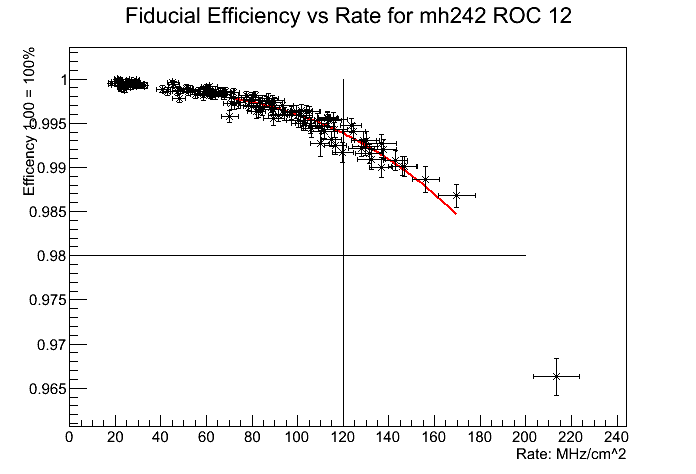 Fiducial Efficiency vs Rate for mh242 ROC 12
Efficency 1.00 = 100%
1
0.995
0.99
0.985
0.98
0.975
0.97
0.965
0 20 40 60 80 100 120 140 160 180 200 220 240
Rate: MHz/cm^2